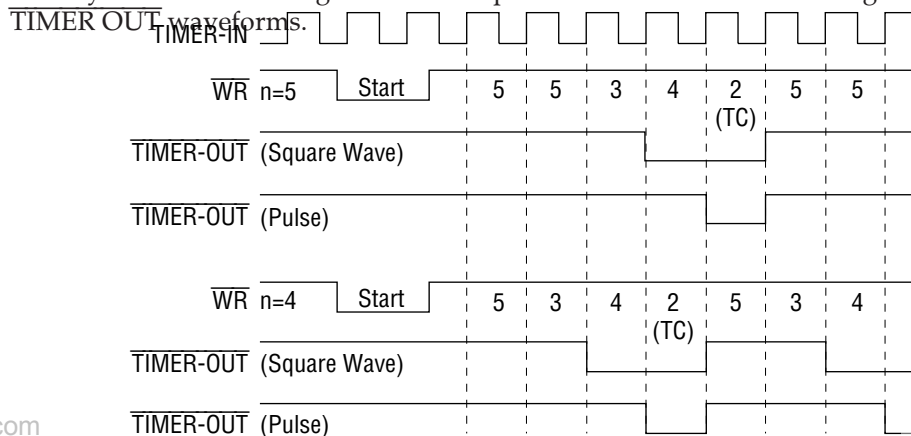 TIMER OUT waveforms.
TIMER-IN
WR n=5 Start 5 5 3 4 2 5 5
(TC)
TIMER-OUT (Square Wave)
TIMER-OUT (Pulse)
WR n=4 Start 5 3 4 2 5 3 4
(TC)
TIMER-OUT (Square Wave)
com TIMER-OUT (Pulse)